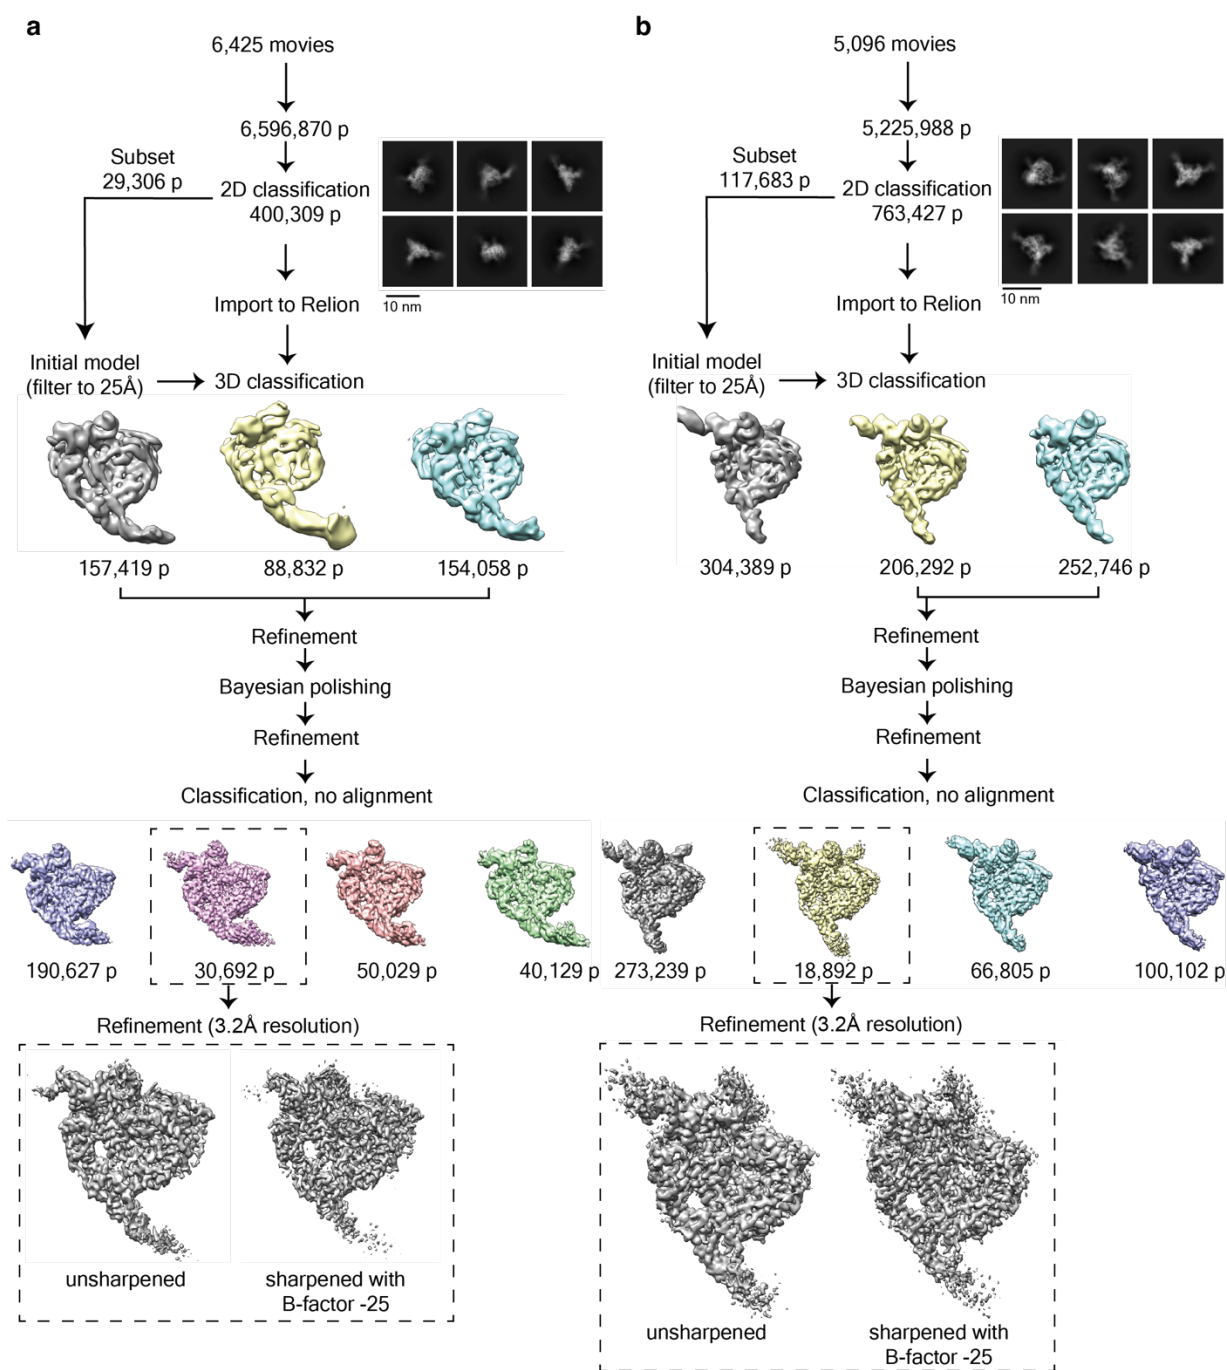 a
6,425 movies
6,596,870 p
Subset
29,306 p
2D classification
400,309 p
10 nm
Import to Relion
Initial model
(filter to 25Å)
3D classification
157,419 p
88,832 p
154,058 p
Refinement
Bayesian polishing
Refinement
Classification, no alignment
190,627 p
30,692 p
50,029 p
40,129 p
Refinement (3.2Å resolution)
unsharpened
sharpened with
B-factor -25
b
5,096 movies
5,225,988 p
Subset
117,683 p
2D classification
763,427 p
10 nm
Import to Relion
Initial model
(filter to 25Å)
3D classification
304,389 p
206,292 p
252,746 p
Refinement
Bayesian polishing
Refinement
Classification, no alignment
273,239 p
18,892 p
66,805 p
100,102 p
Refinement (3.2Å resolution)
unsharpened
sharpened with
B-factor -25